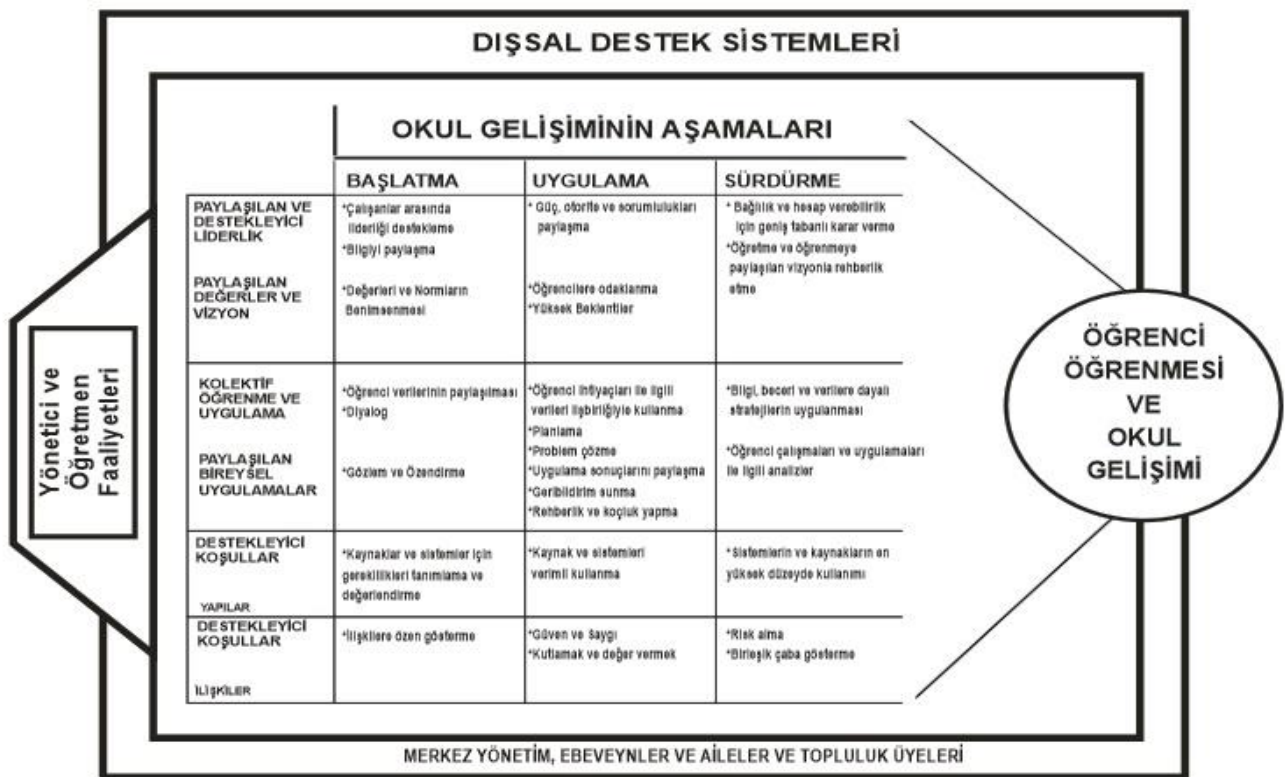 DIŞSAL DESTEK SİSTEMLERİ
OKUL GELİŞİMİNİN AŞAMALARI
BAŞLATMA
UYGULAMA
SÜRDÜRME
PAYLAŞILAN VE
DESTEKLEYİCİ
LİDERLİK
*Çalışanlar arasında
liderliği destekleme
*Bilgiyi paylaşma
* Güç, otorite ve sorumlulukları
paylaşma
* Bağlılık ve hesap verebilirlik
için geniş tabanlı karar verme
*Öğretme ve öğrenmeye
paylaşılan vizyonla rehberlik
etme
PAYLAŞILAN
DEĞERLER VE
VİZYON
*Değerleri ve Normların
Benimsenmesi
*Öğrencilere odaklanma
*Yüksek Beklentiler
KOLEKTİF
ÖĞRENME VE
UYGULAMA
*Öğrenci verilerinin paylaşılması
*Diyalog
*Öğrenci ihtiyaçları ile ilgili
verileri işbirliğiyle kullanma
*Planlama
*Problem çözme
*Uygulama sonuçlarını paylaşma
*Geribildirim sunma
*Rehberlik ve koçluk yapma
*Bilgi, beceri ve verilere dayalı
stratejilerin uygulanması
PAYLAŞILAN
BİREYSEL
UYGULAMALAR
*Gözlem ve Özendirme
*Öğrenci çalışmaları ve uygulamaları
ile ilgili analizler
DESTEKLEYİCİ
KOŞULLAR
YAPILAR
*Kaynaklar ve sistemler için
gereklilikleri tanımlama ve
değerlendirme
*Kaynak ve sistemleri
verimli kullanma
*Sistemlerin ve kaynakların en
yüksek düzeyde kullanımı
DESTEKLEYİCİ
KOŞULLAR
İLİŞKİLER
*İlişkilere özen gösterme
*Güven ve Saygı
*Kutlamak ve değer vermek
*Risk alma
*Birleşik çaba gösterme
Yönetici ve
Öğretmen
Faaliyetleri
ÖĞRENCİ
ÖĞRENMESİ
VE
OKUL
GELİŞİMİ
MERKEZ YÖNETİM, EBEVEYNLER VE AİLELER VE TOPLULUK ÜYELERİ